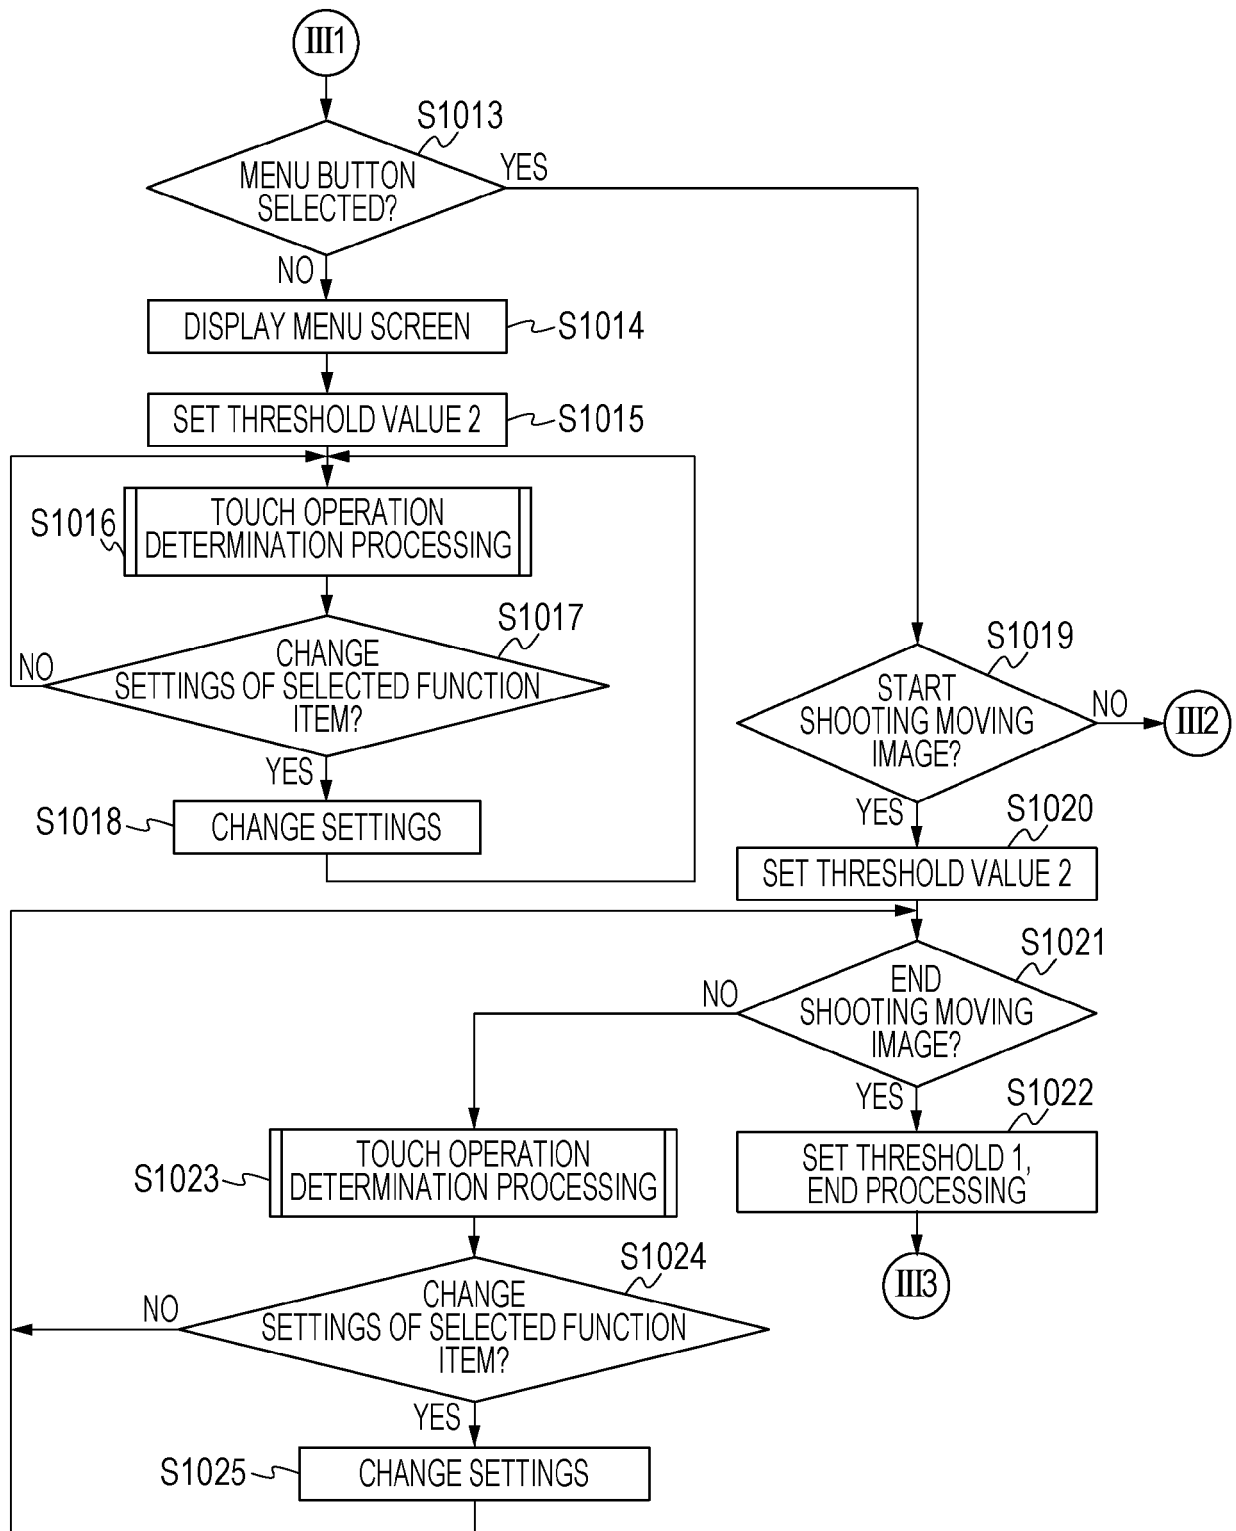 III1
S1013
MENU BUTTON
SELECTED?
YES
NO
DISPLAY MENU SCREEN
S1014
SET THRESHOLD VALUE 2
S1015
S1016
TOUCH OPERATION
DETERMINATION PROCESSING
S1017
CHANGE
SETTINGS OF SELECTED FUNCTION
ITEM?
NO
YES
S1018
CHANGE SETTINGS
S1019
START
SHOOTING MOVING
IMAGE?
NO
III2
YES
S1020
SET THRESHOLD VALUE 2
S1021
END
SHOOTING MOVING
IMAGE?
NO
YES
S1022
SET THRESHOLD 1,
END PROCESSING
III3
S1023
TOUCH OPERATION
DETERMINATION PROCESSING
S1024
CHANGE
SETTINGS OF SELECTED FUNCTION
ITEM?
NO
YES
S1025
CHANGE SETTINGS